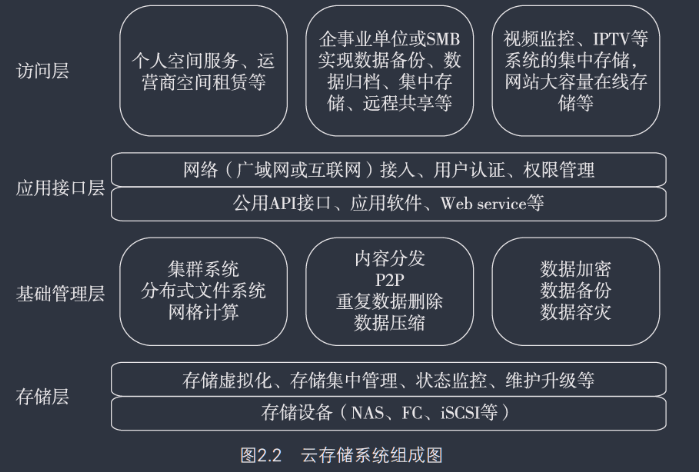 访问层
个人空间服务、运
营商空间租赁等
企事业单位或SMB
实现数据备份、数
据归档、集中存
储、远程共享等
视频监控、IPTV等
系统的集中存储，
网站大容量在线存
储等
应用接口层
网络（广域网或互联网）接入、用户认证、权限管理
公用API接口、应用软件、Web service等
基础管理层
集群系统
分布式文件系统
网格计算
内容分发
P2P
重复数据删除
数据压缩
数据加密
数据备份
数据容灾
存储层
存储虚拟化、存储集中管理、状态监控、维护升级等
存储设备（NAS、FC、iSCSI等）
图2.2 云存储系统组成图